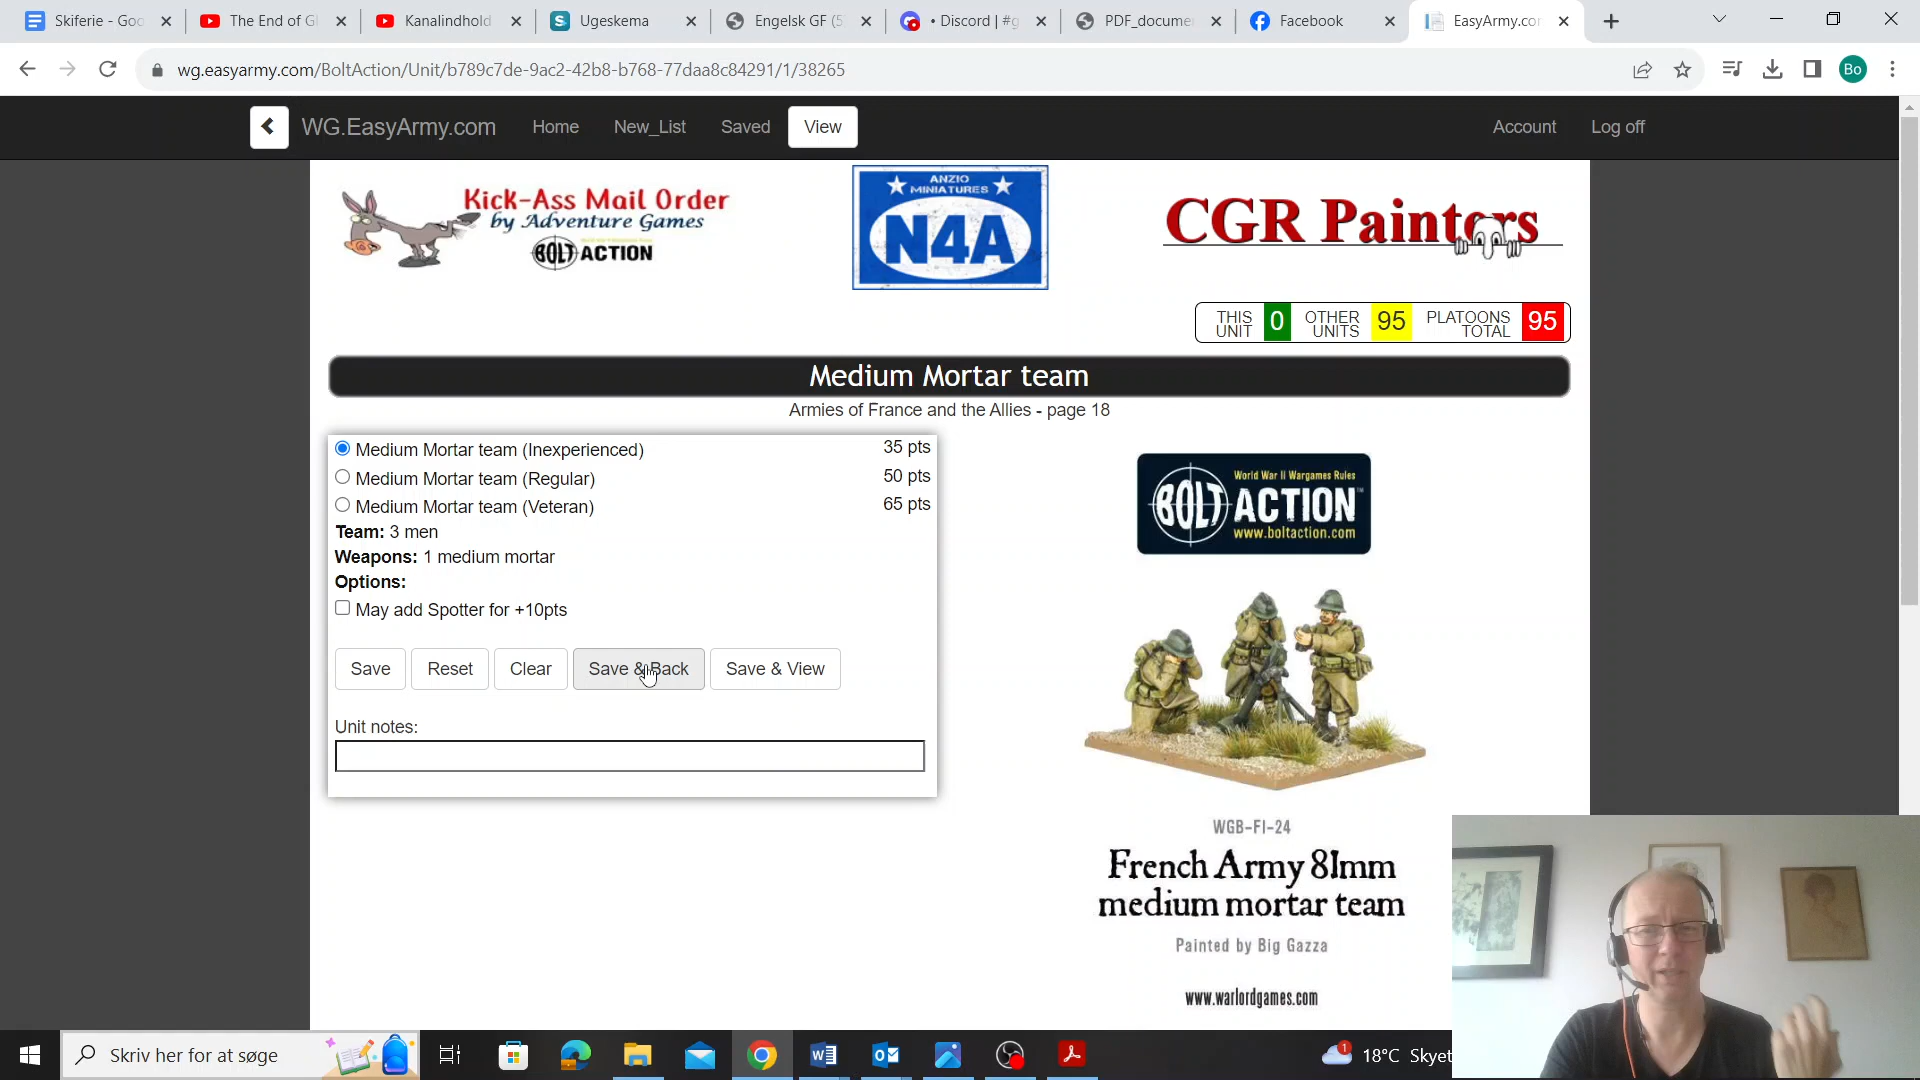 Skiferie - Goo
The End of Gl
Kanalindhold
Ugeskema
Engelsk GF (5
• Discord | #g
PDF_docume
Facebook
EasyArmy.cor
wg.easyarmy.com/BoltAction/Unit/b789c7de-9ac2-42b8-b768-77daa8c84291/1/38265
Bo
WG.EasyArmy.com
Home
New_List
Saved
View
Account
Log off
Kick-Ass Mail Order
by Adventure Games
BOLT ACTION
ANZIO
MINIATURES
N4A
CGR Painters
THIS UNIT 0 OTHER UNITS 95 PLATOONS TOTAL 95
Medium Mortar team
Armies of France and the Allies - page 18
Medium Mortar team (Inexperienced) 35 pts
Medium Mortar team (Regular) 50 pts
Medium Mortar team (Veteran) 65 pts
Team: 3 men
Weapons: 1 medium mortar
Options:
May add Spotter for +10pts
Save Reset Clear Save & Back Save & View
Unit notes:
World War II Wargames Rules
BOLT ACTION
www.boltaction.com
WGB-FI-24
French Army 81mm
medium mortar team
Painted by Big Gazza
www.warlordgames.com
Skriv her for at søge
1
18°C Skyet